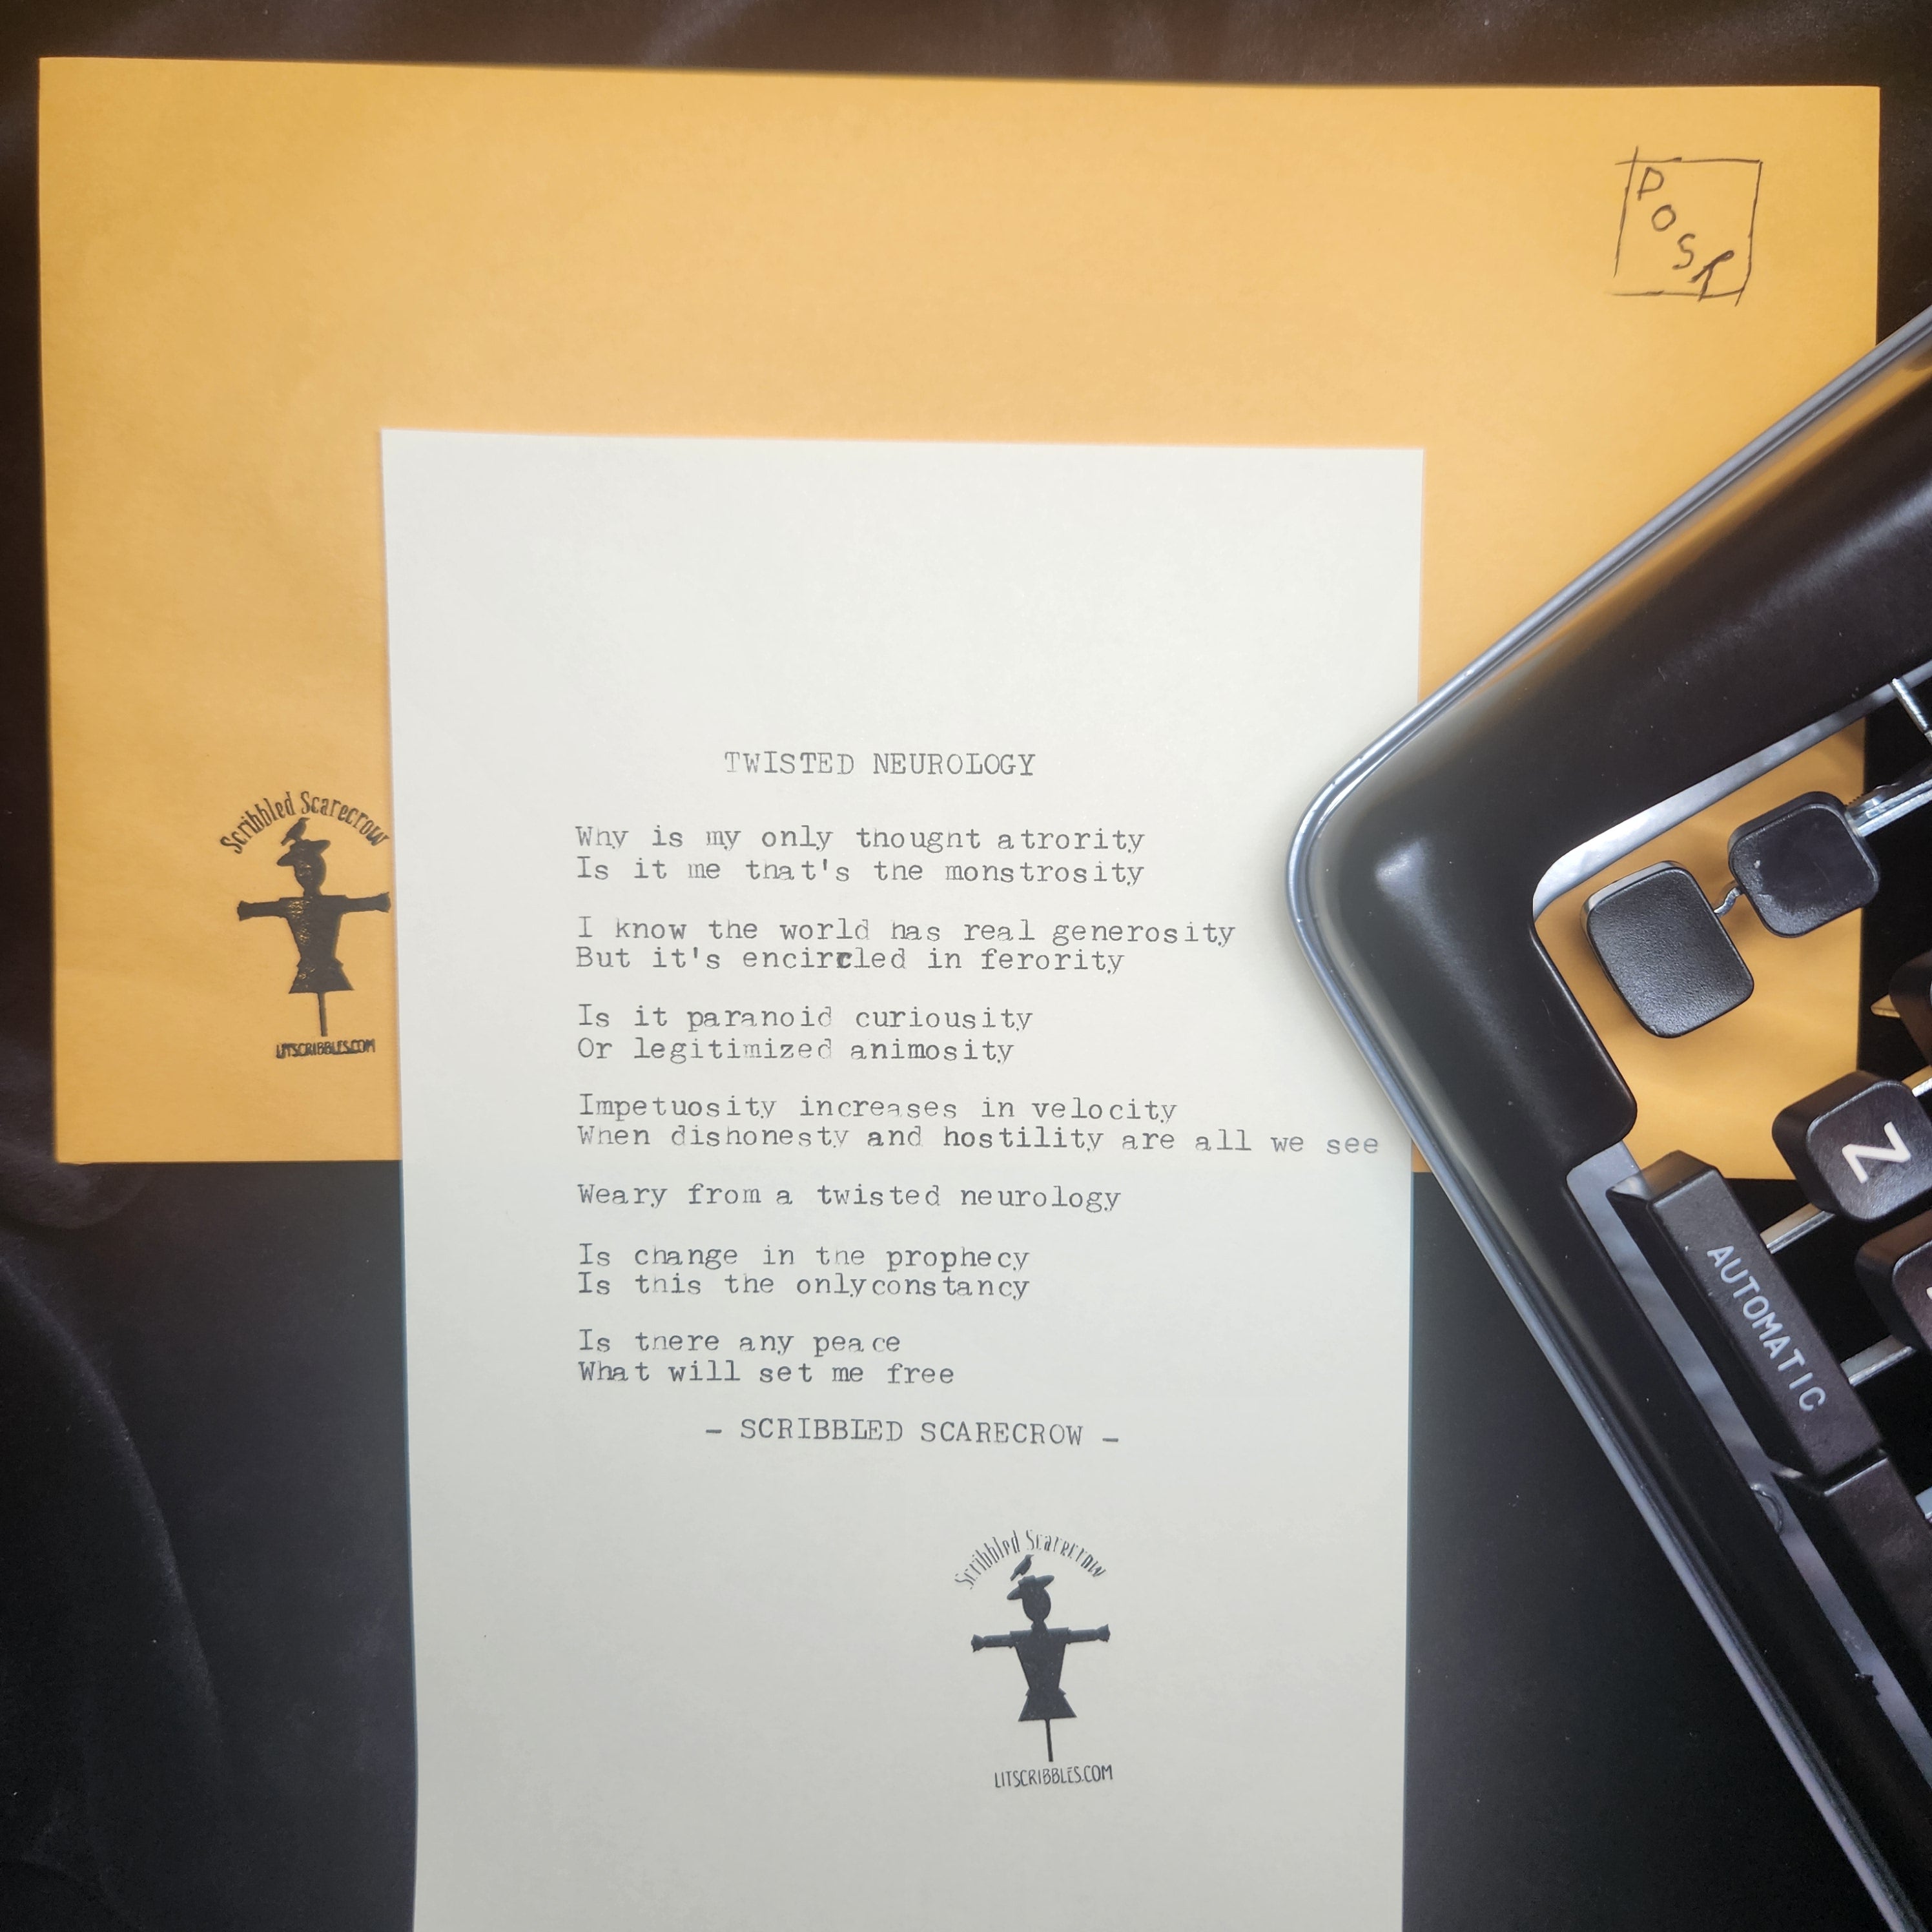 POSR
TWISTED NEUROLOGY
Why is my only thought atrority
Is it me that's the monstrosity
I know the world has real generosity
But it's encircled in ferority
Is it paranoid curiousity
Or legitimized animosity
Impetuosity increases in velocity
When dishonesty and hostility are all we see
Weary from a twisted neurology
Is change in the prophecy
Is this the onlyconstancy
Is there any peace
What will set me free
- SCRIBBLED SCARECROW -
Scribbled Scarecrow
LITSCRIBBLES.COM
Scribbled Scarecrow
LITSCRIBBLES.COM
Z
AUTOMATIC